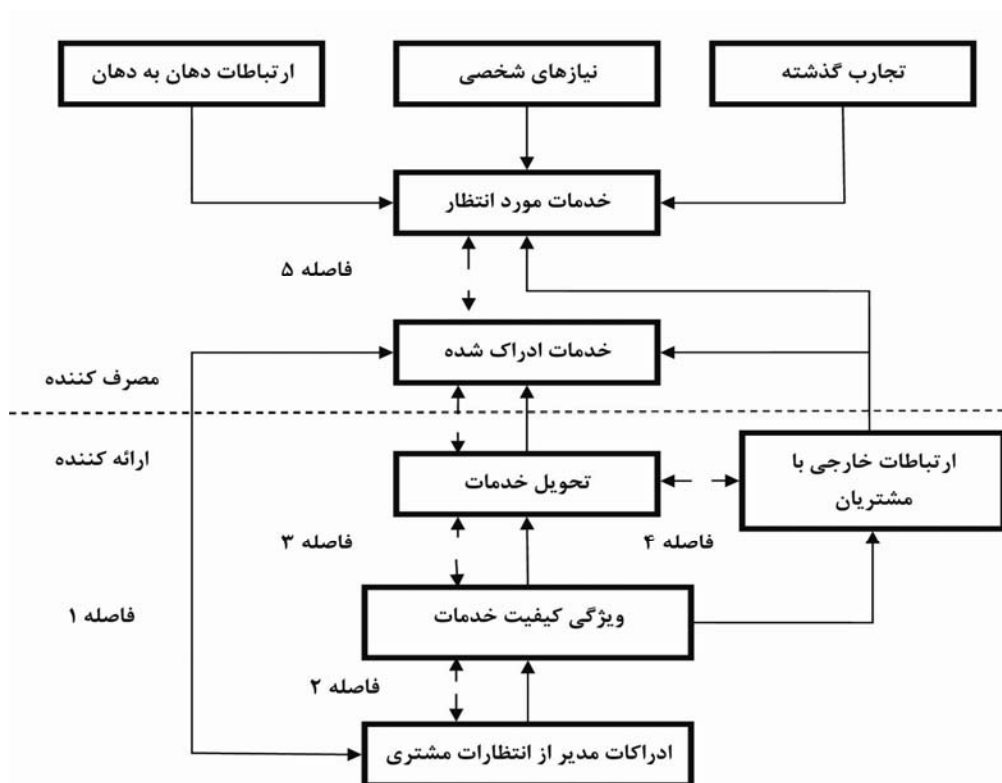 تجارب گذشته
نیازهای شخصی
ارتباطات دهان به دهان
خدمات مورد انتظار
فاصله ۵
خدمات ادراک شده
مصرف کننده
ارائه کننده
ارتباطات خارجی با
مشتریان
تحویل خدمات
فاصله ۴
فاصله ۳
فاصله ۱
ویژگی کیفیت خدمات
فاصله ۲
ادراکات مدیر از انتظارات مشتری